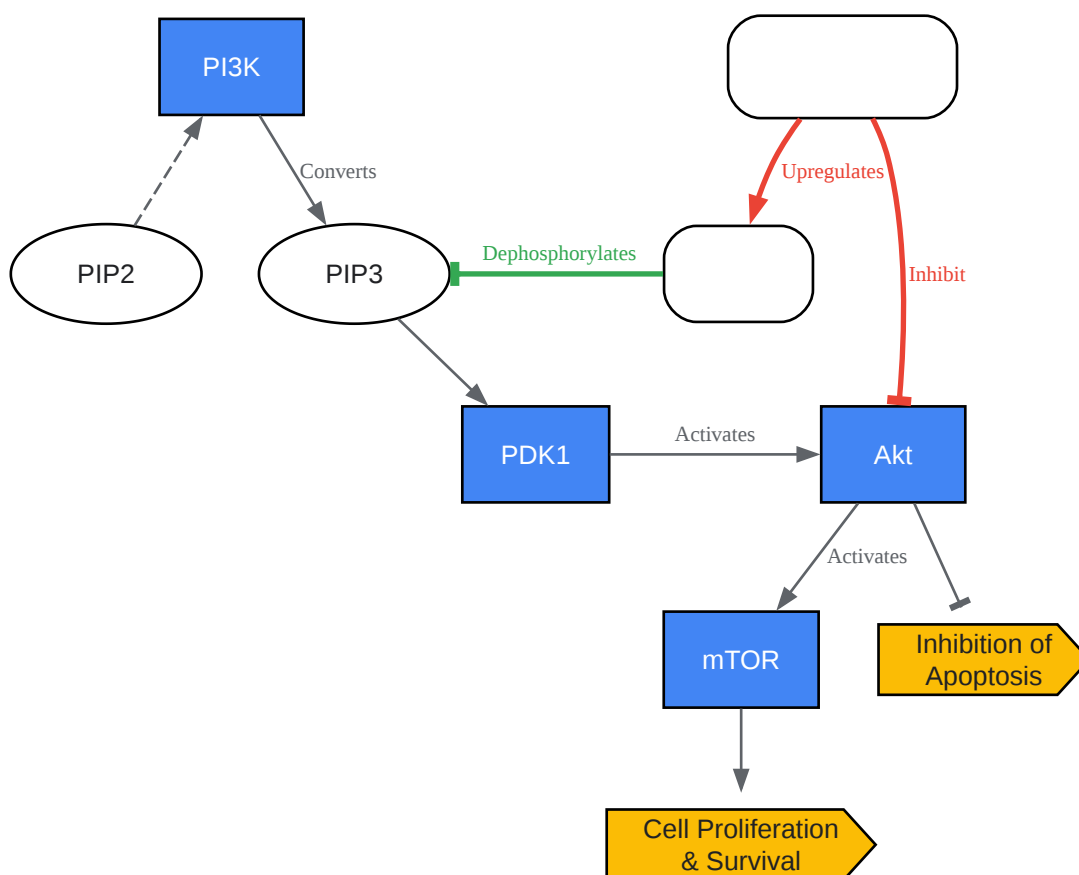 PI3K
Upregulates
Converts
PIP2
PIP3
Dephosphorylates
Inhibit
PDK1
Activates
Akt
Activates
mTOR
Inhibition of
Apoptosis
Cell Proliferation
& Survival